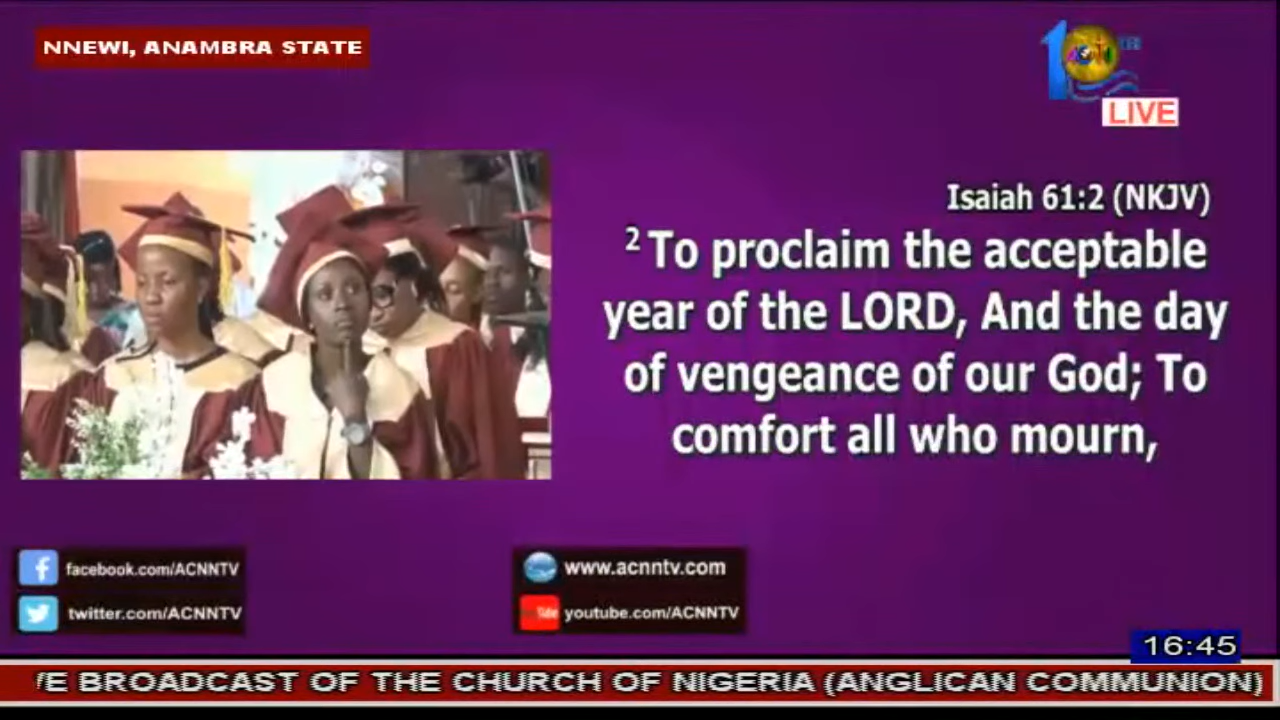 NNEWI, ANAMBRA STATE
LIVE
Isaiah 61:2 (NKJV)
2 To proclaim the acceptable
year of the LORD, And the day
of vengeance of our God; To
comfort all who mourn,
facebook.com/ACNNTV
www.acnntv.com
twitter.com/ACNNTV
youtube.com/ACNNTV
16:45
BROADCAST OF THE CHURCH OF NIGERIA (ANGLICAN COMMUNION)